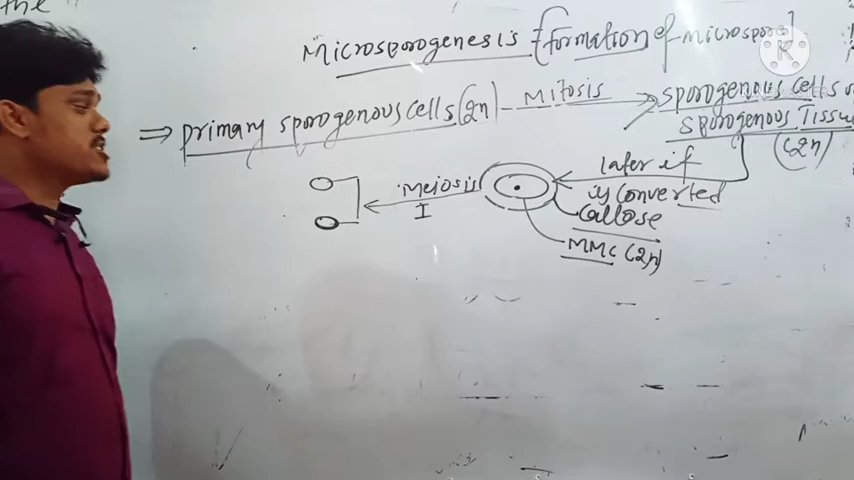 the
Microsporogenesis [formation of microspore]
⇒ primary sporogenous cells (2n) — Mitosis → sporogenous cells or
sporogenous Tissue
(2n)
later it
is converted
Meiosis
I
callose
MMC (2n)
K